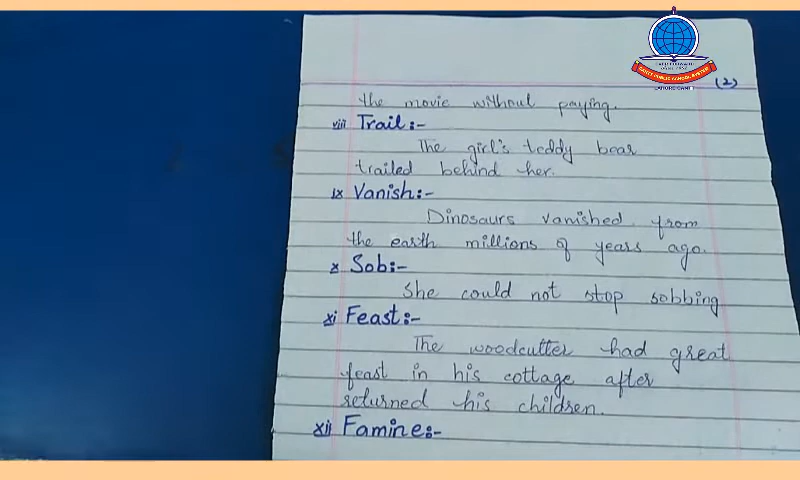 (2)
the movie without paying.
viii Trail:-
The girl's teddy bear
trailed behind her.
ix Vanish:-
Dinosaurs vanished from
the earth millions of years ago.
x Sob:-
She could not stop sobbing
xi Feast:-
The woodcutter had great
feast in his cottage after
returned his children.
xii Famine:-